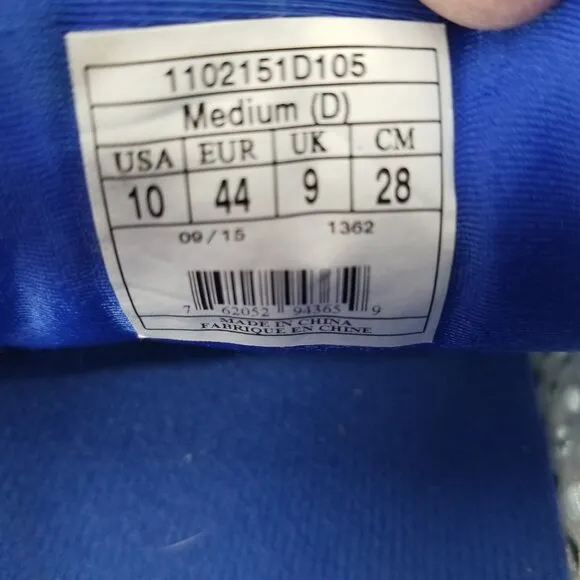 1102151D105
Medium (D)
USA EUR UK CM
10 44 9 28
09/15 1362
7 62052 94365 9
MADE IN CHINA
FABRIQUE EN CHINE